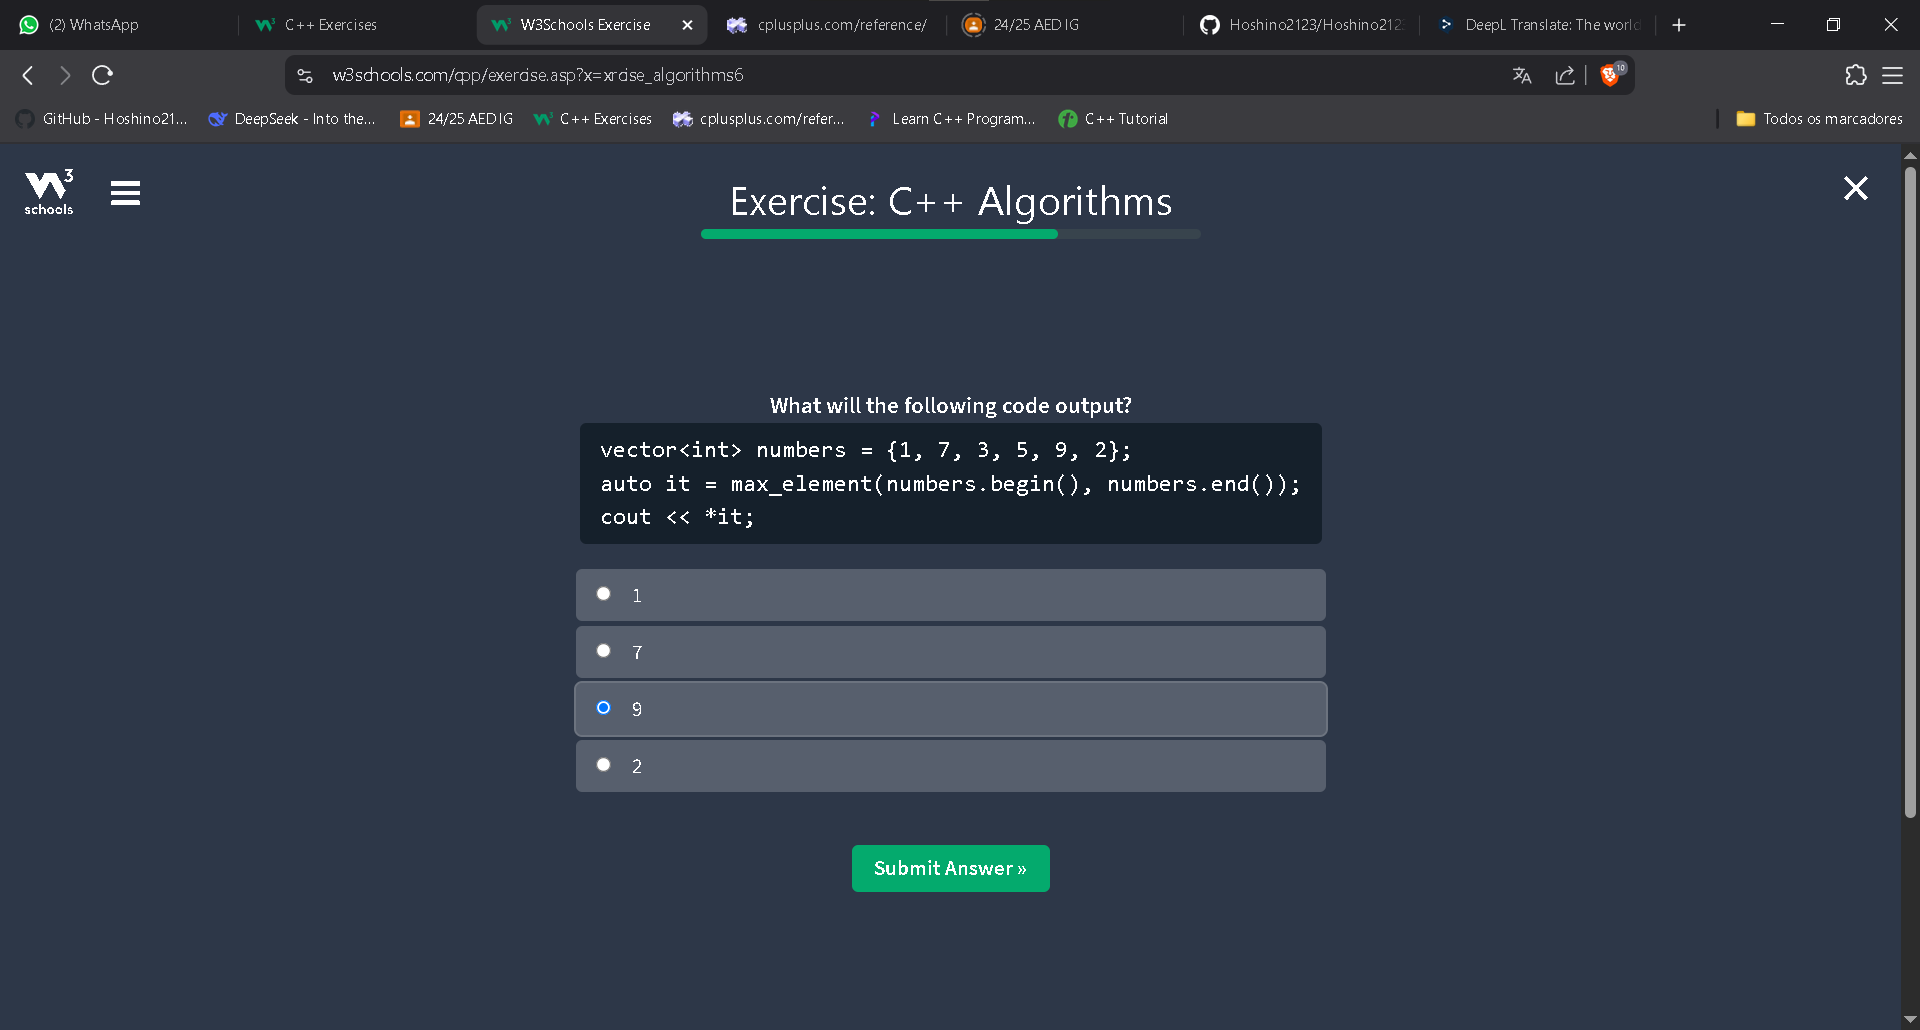 (2) WhatsApp
C++ Exercises
W3Schools Exercise
cplusplus.com/reference/
24/25 AED IG
Hoshino2123/Hoshino212
DeepL Translate: The world
w3schools.com/cpp/exercise.asp?x=xrcise_algorithms6
10
GitHub - Hoshino21...
DeepSeek - Into the...
24/25 AED IG
C++ Exercises
cplusplus.com/refer...
Learn C++ Program...
C++ Tutorial
Todos os marcadores
W3
schools
Exercise: C++ Algorithms
What will the following code output?
vector<int> numbers = {1, 7, 3, 5, 9, 2};
auto it = max_element(numbers.begin(), numbers.end());
cout << *it;
1
7
9
2
Submit Answer »